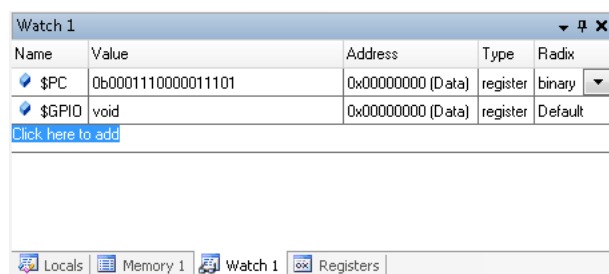 Watch 1
Name Value Address Type Radix
$PC 0b0001110000011101 0x00000000 (Data) register binary
$GPIO void 0x00000000 (Data) register Default
Click here to add
Locals Memory 1 Watch 1 Registers